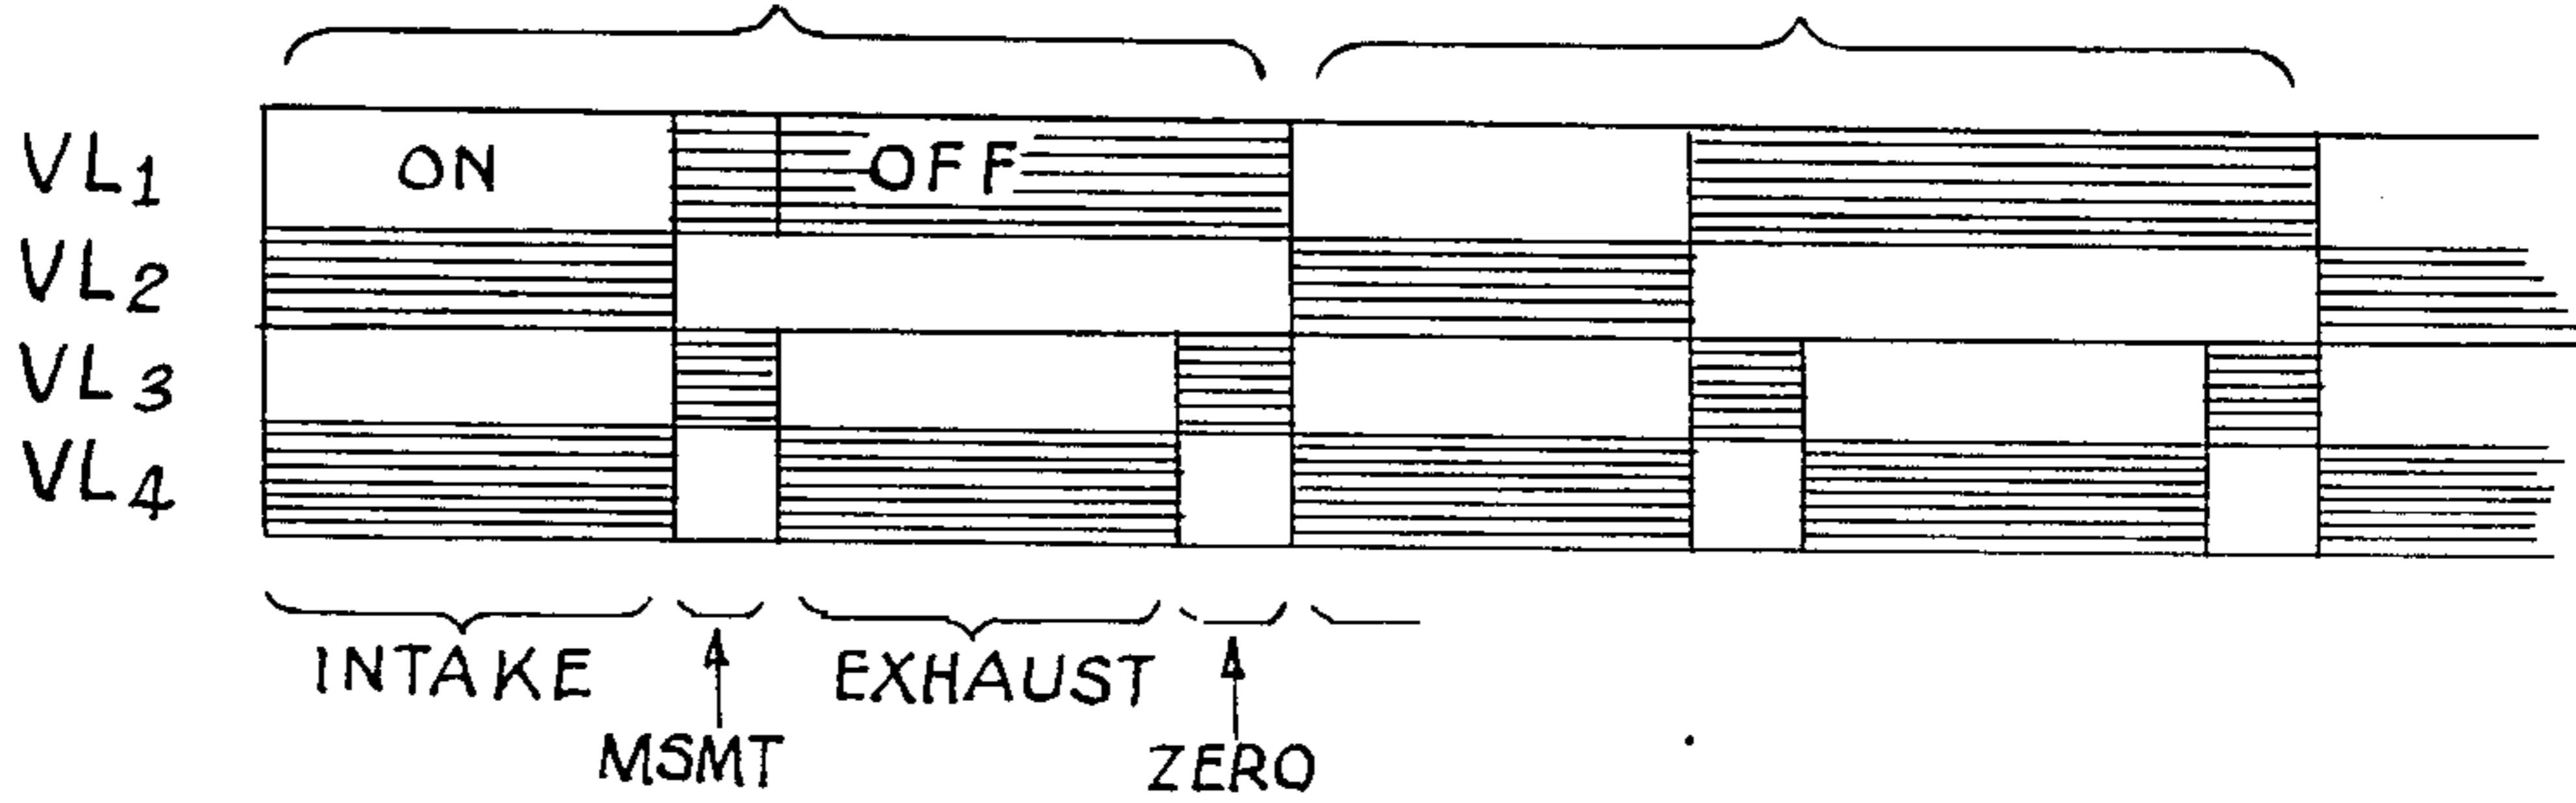 VL1 ON OFF
VL2
VL3
VL4
INTAKE EXHAUST
MSMT ZERO